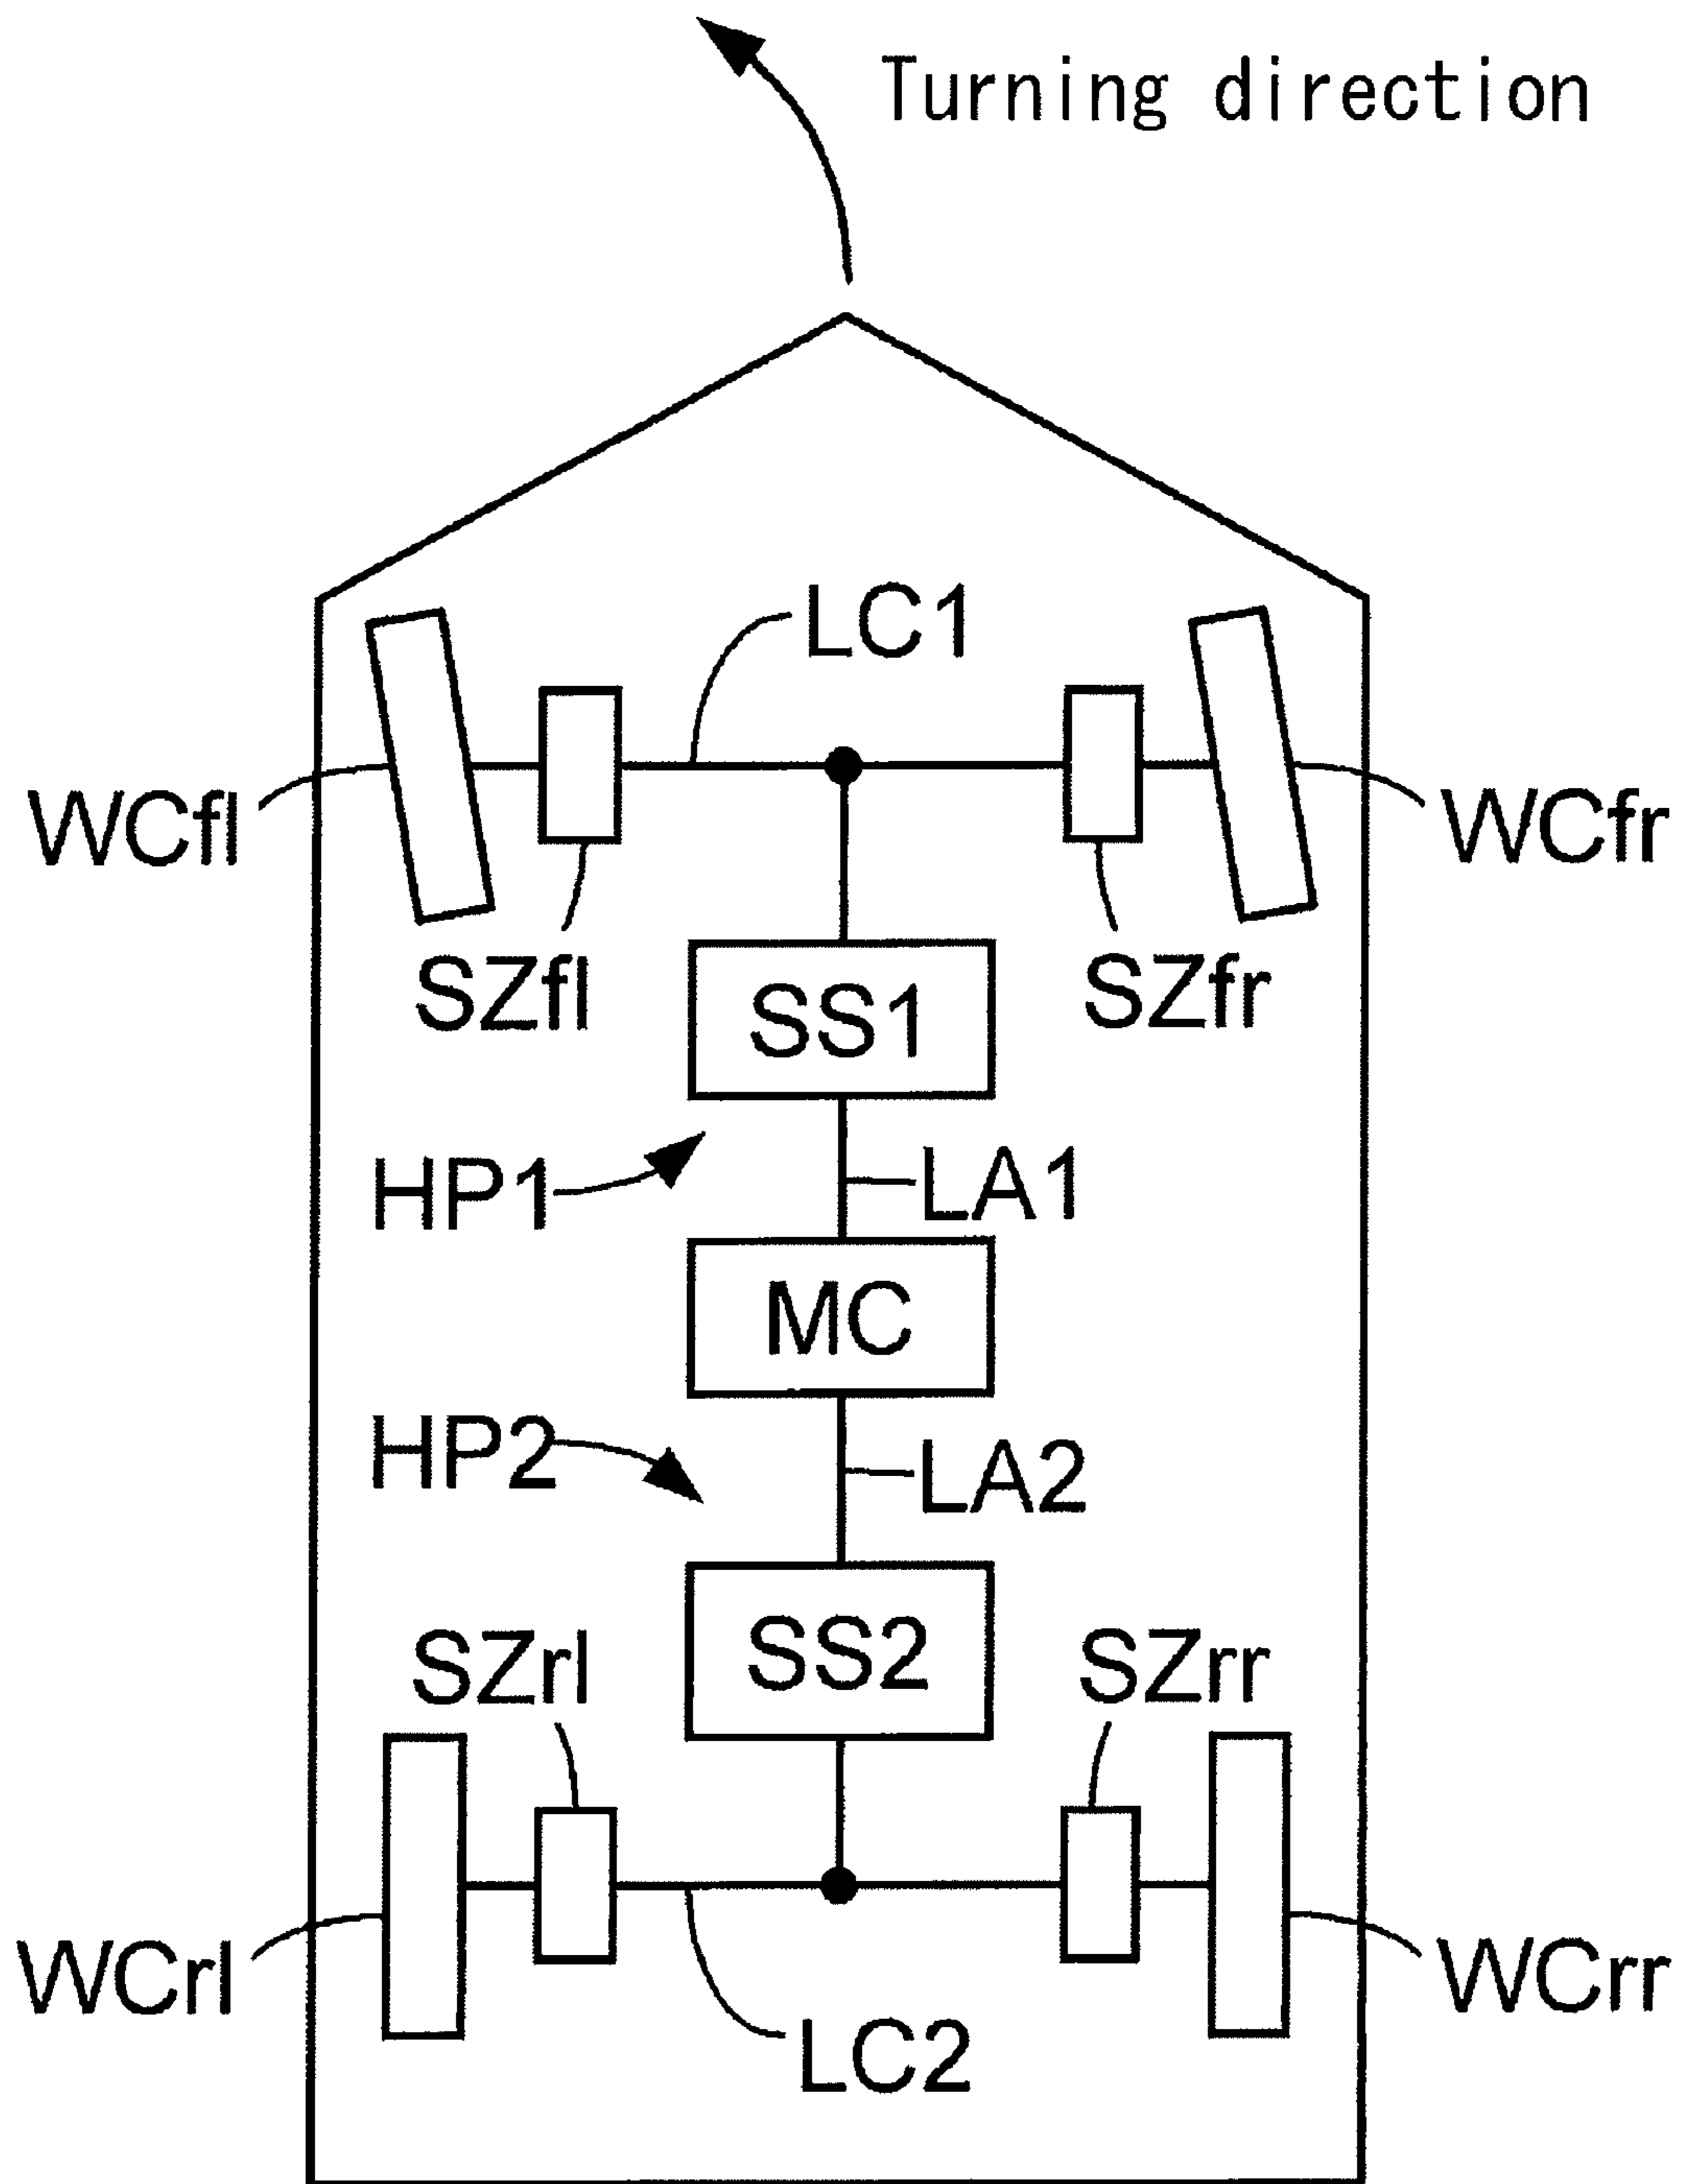 Turning direction
LC1
WCfl
WCfr
SZfl
SZfr
SS1
HP1
LA1
MC
HP2
LA2
SS2
SZrl
SZrr
WCrl
WCrr
LC2